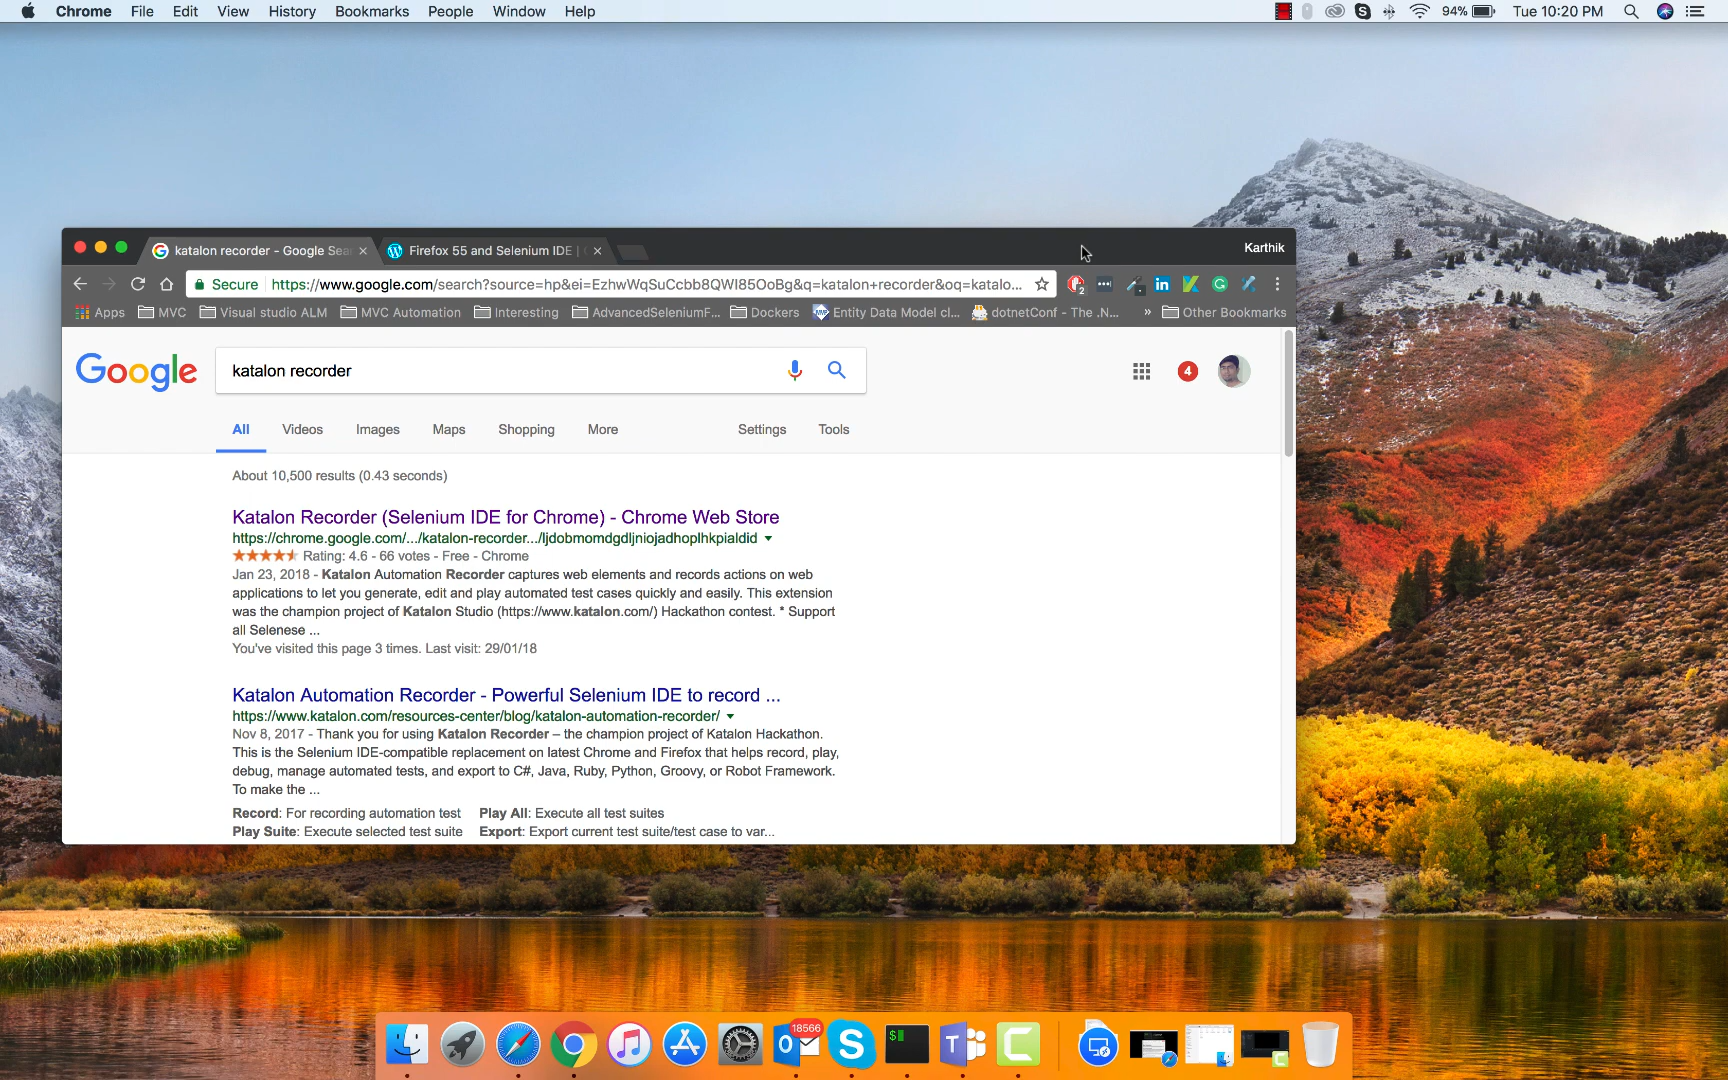 Chrome File Edit View History Bookmarks People Window Help 94% Tue 10:20 PM
katalon recorder - Google Sea Firefox 55 and Selenium IDE | Karthik
Secure https://www.google.com/search?source=hp&ei=EzhwWqSuCcbb8QWI85OoBg&q=katalon+recorder&oq=katalo... 2
Apps MVC Visual studio ALM MVC Automation Interesting AdvancedSeleniumF... Dockers Entity Data Model cl... dotnetConf - The .N... » Other Bookmarks
Google katalon recorder 4
All Videos Images Maps Shopping More Settings Tools
About 10,500 results (0.43 seconds)
Katalon Recorder (Selenium IDE for Chrome) - Chrome Web Store
https://chrome.google.com/.../katalon-recorder.../ljdobmomdgdljniojadhoplhkpialdid
Rating: 4.6 - 66 votes - Free - Chrome
Jan 23, 2018 - Katalon Automation Recorder captures web elements and records actions on web
applications to let you generate, edit and play automated test cases quickly and easily. This extension
was the champion project of Katalon Studio (https://www.katalon.com/) Hackathon contest. * Support
all Selenese ...
You've visited this page 3 times. Last visit: 29/01/18
Katalon Automation Recorder - Powerful Selenium IDE to record ...
https://www.katalon.com/resources-center/blog/katalon-automation-recorder/
Nov 8, 2017 - Thank you for using Katalon Recorder – the champion project of Katalon Hackathon.
This is the Selenium IDE-compatible replacement on latest Chrome and Firefox that helps record, play,
debug, manage automated tests, and export to C#, Java, Ruby, Python, Groovy, or Robot Framework.
To make the ...
Record: For recording automation test Play All: Execute all test suites
Play Suite: Execute selected test suite Export: Export current test suite/test case to var...
18566